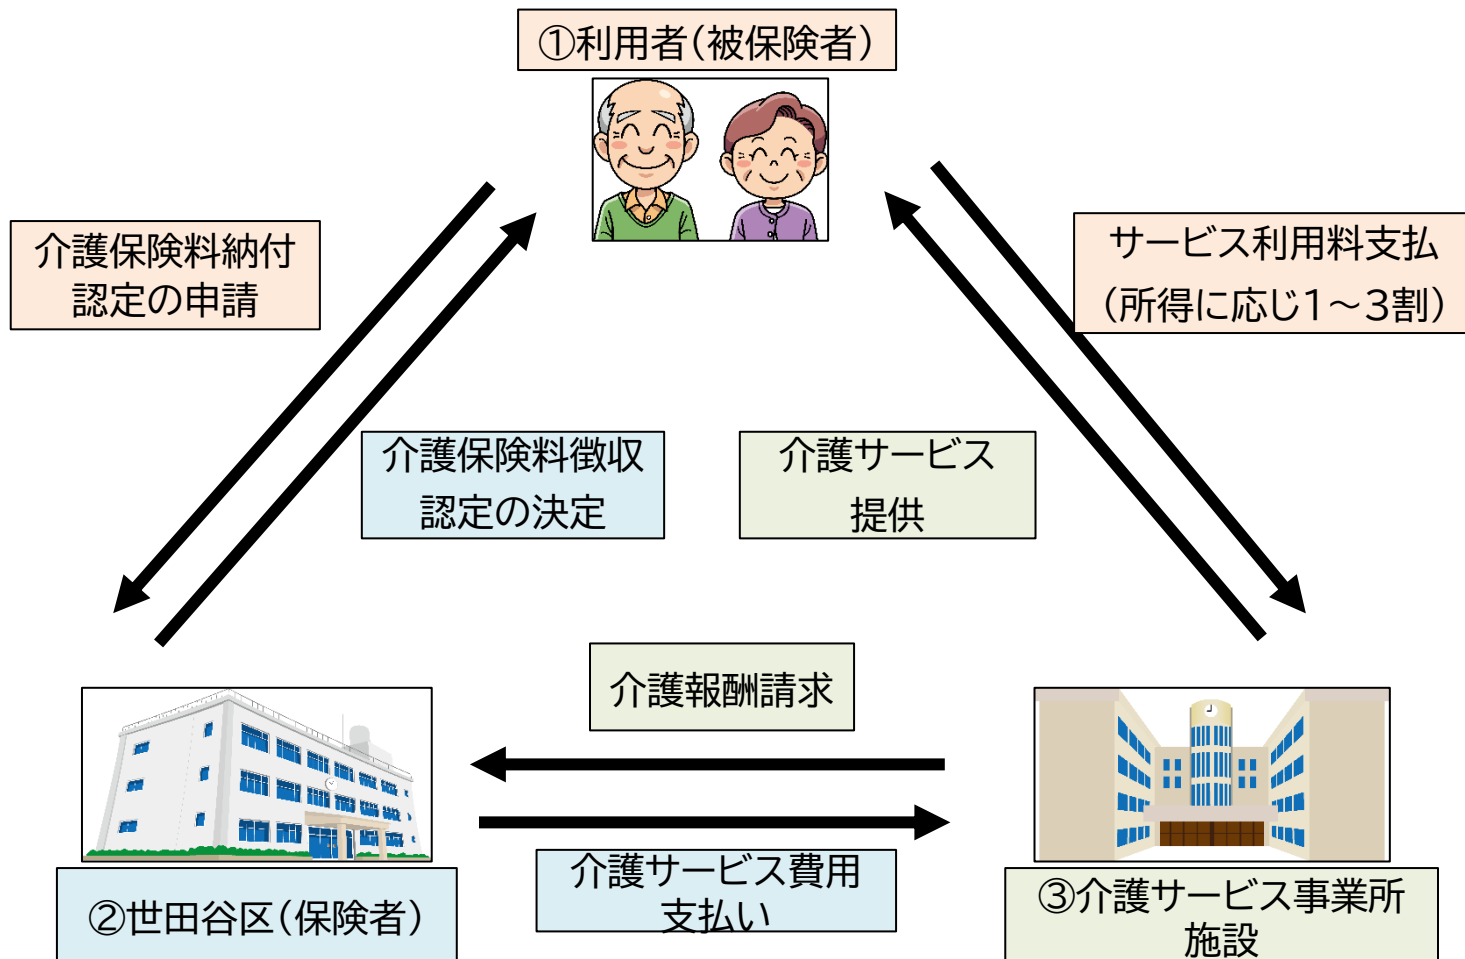 ①利用者(被保険者)
介護保険料納付
認定の申請
サービス利用料支払
(所得に応じ1～3割)
介護保険料徴収
認定の決定
介護サービス
提供
介護報酬請求
介護サービス費用
支払い
②世田谷区(保険者)
③介護サービス事業所
施設